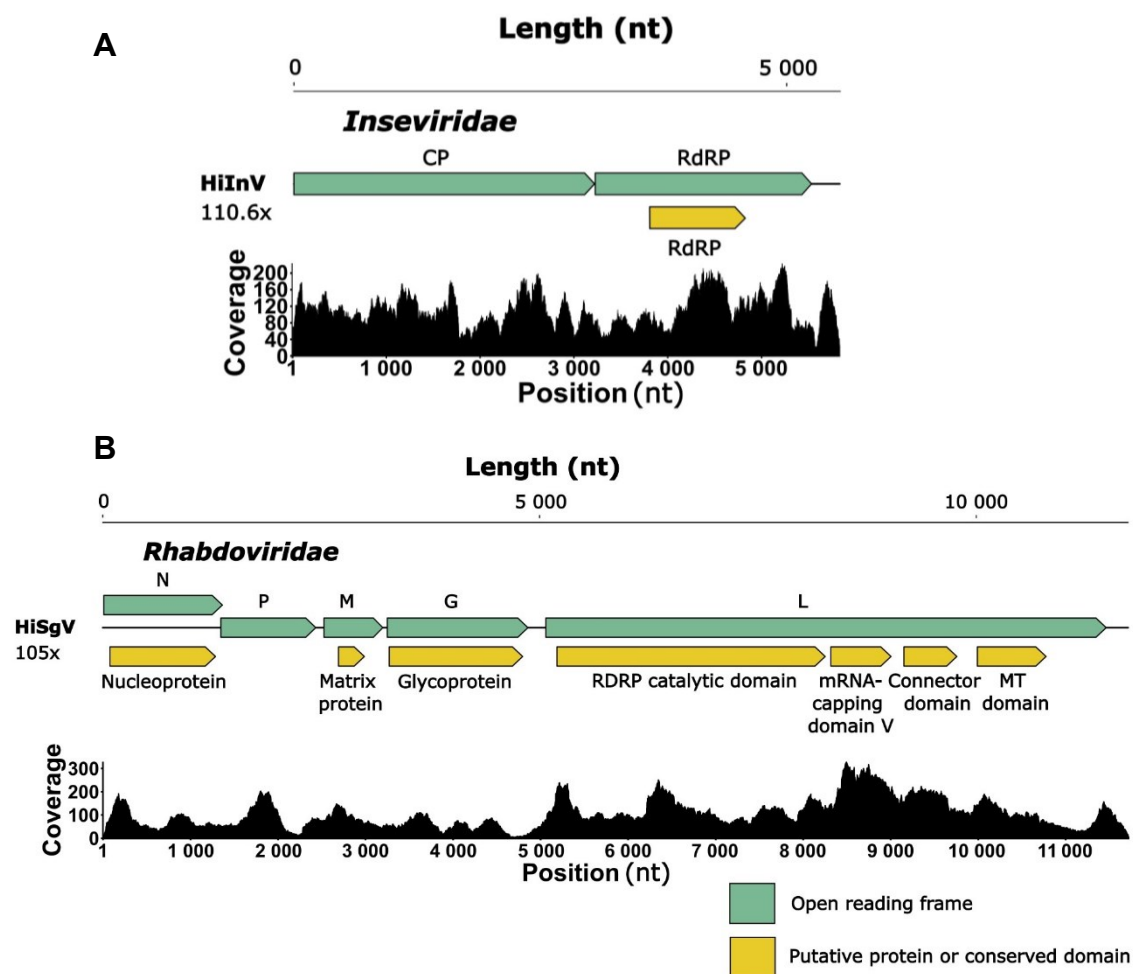 A
Length (nt)
0 5 000
Inseviridae
CP RdRP
HiInV
110.6x
RdRP
Coverage
200
160
120
80
40
0
1 1 000 2 000 3 000 4 000 5 000
Position (nt)
B
Length (nt)
0 5 000 10 000
Rhabdoviridae
N
P M G L
HiSgV
105x
Nucleoprotein Matrix Glycoprotein RDRP catalytic domain mRNA- Connector MT
protein capping domain domain
domain V
Coverage
300
200
100
0
1 1 000 2 000 3 000 4 000 5 000 6 000 7 000 8 000 9 000 10 000 11 000
Position (nt)
Open reading frame
Putative protein or conserved domain